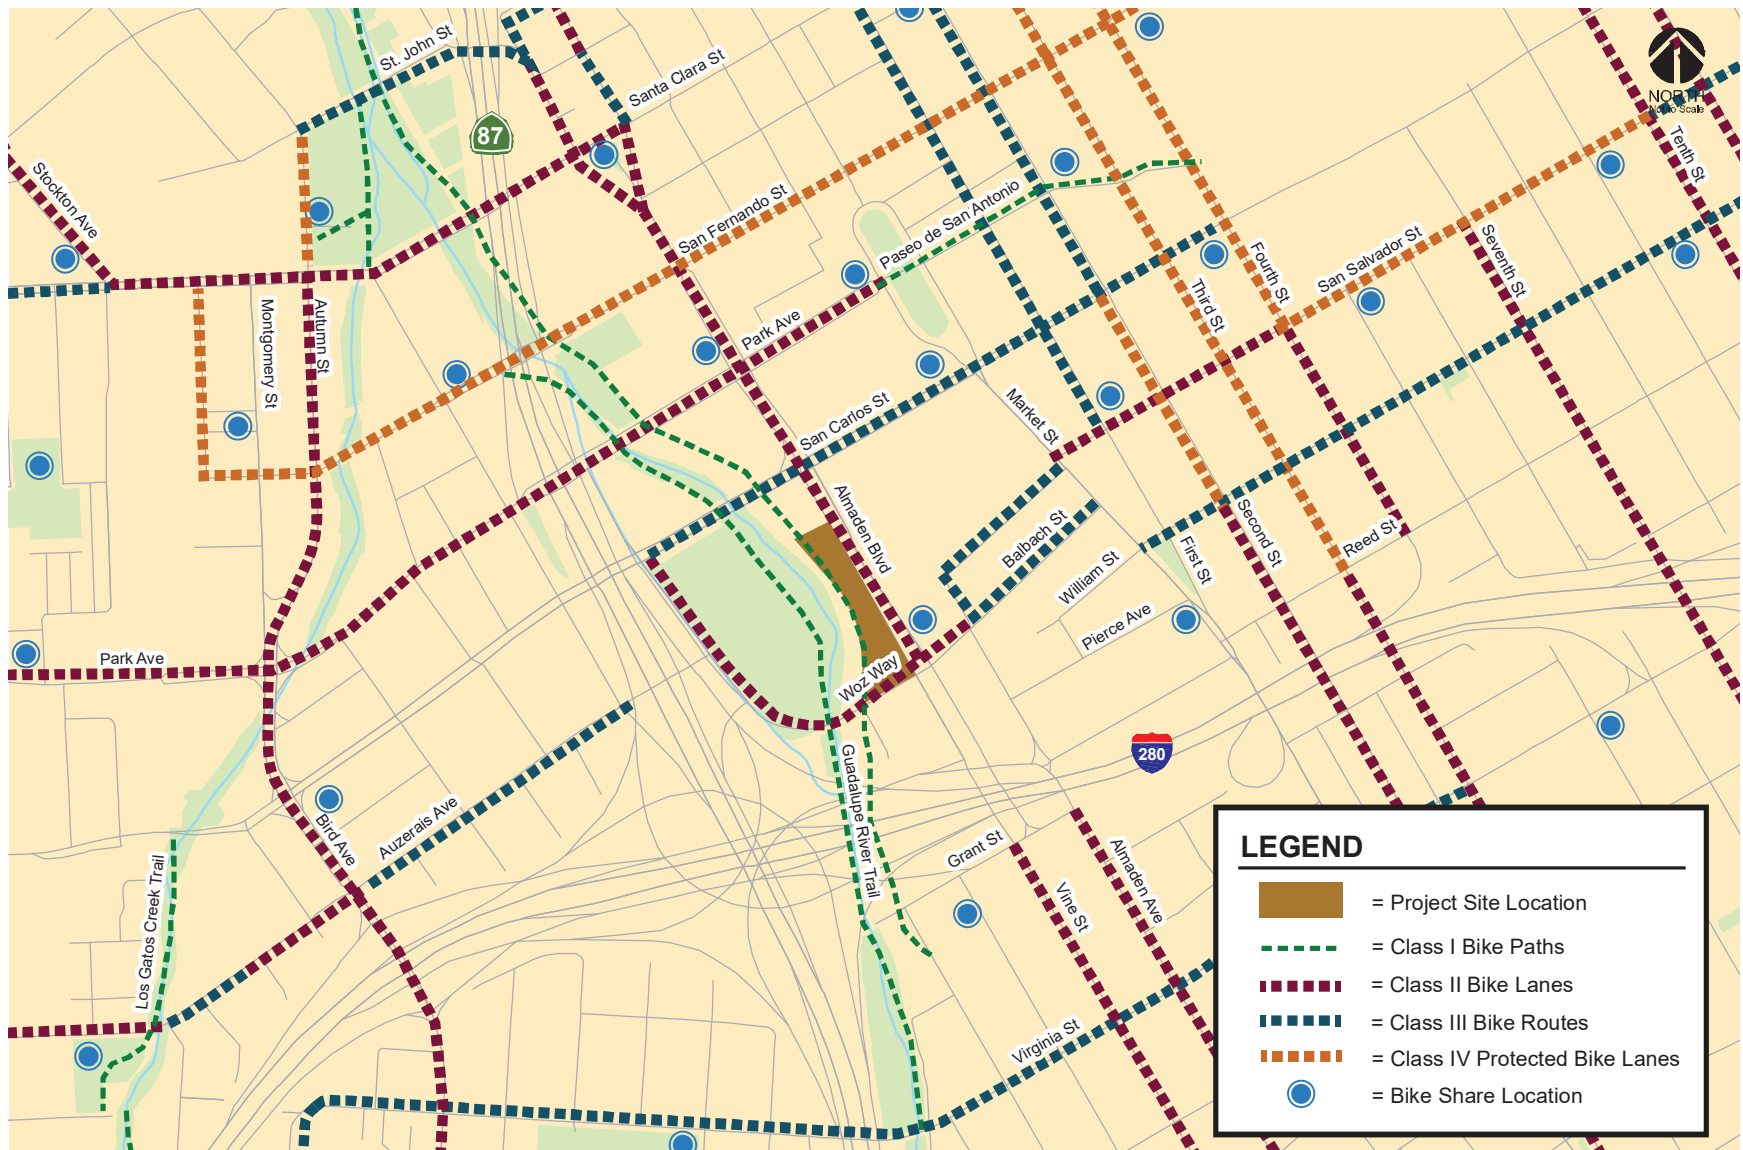 St. John St
Santa Clara St
87
NORTH
Not to Scale
Tenth St
Stockton Ave
San Fernando St
Paseo de San Antonio
Fourth St
San Salvador St
Seventh St
Third St
Montgomery St
Autumn St
Park Ave
Market St
San Carlos St
Almaden Blvd
Balbach St
William St
First St
Second St
Reed St
Pierce Ave
Park Ave
Woz Way
280
Guadalupe River Trail
Bird Ave
Auzerais Ave
Grant St
Almaden Ave
Vine St
Los Gatos Creek Trail
Virginia St
LEGEND
= Project Site Location
= Class I Bike Paths
= Class II Bike Lanes
= Class III Bike Routes
= Class IV Protected Bike Lanes
= Bike Share Location